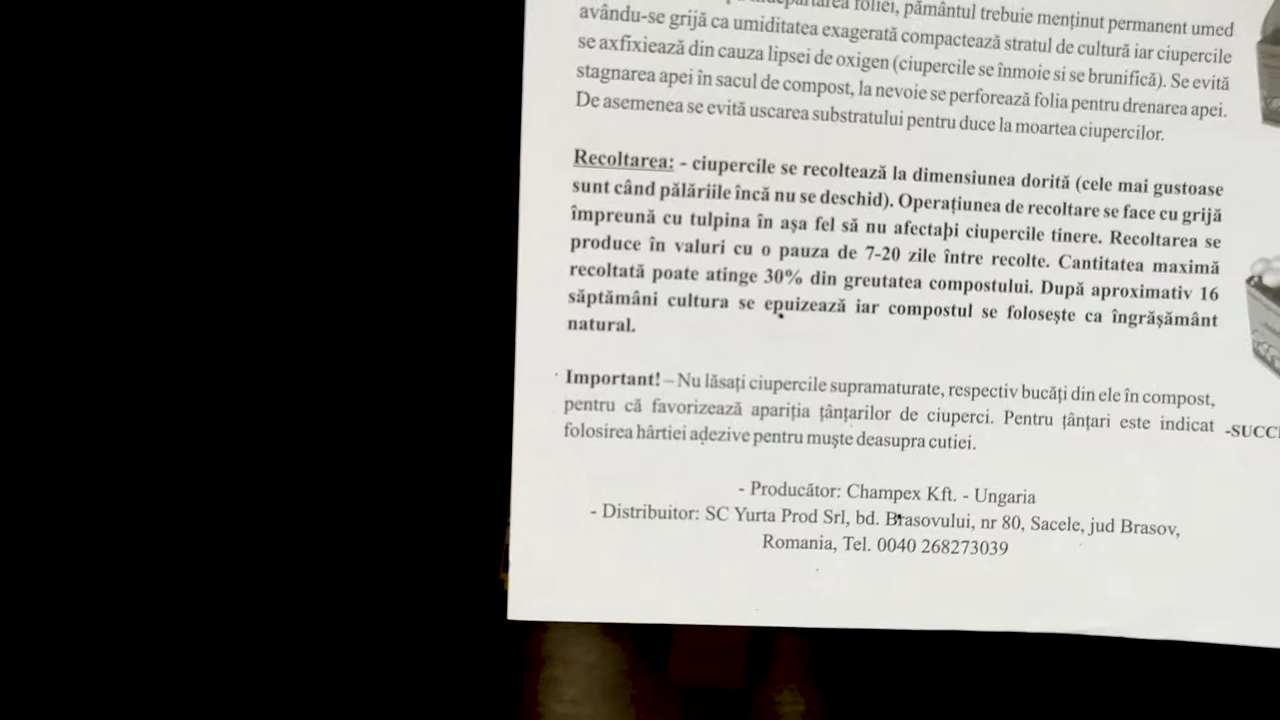 foliei, pământul trebuie menținut permanent umed
avându-se grijă ca umiditatea exagerată compactează stratul de cultură iar ciupercile
se axfixiează din cauza lipsei de oxigen (ciupercile se înmoie si se brunifică). Se evită
stagnarea apei în sacul de compost, la nevoie se perforează folia pentru drenarea apei.
De asemenea se evită uscarea substratului pentru duce la moartea ciupercilor.
Recoltarea: - ciupercile se recoltează la dimensiunea dorită (cele mai gustoase
sunt când pălăriile încă nu se deschid). Operațiunea de recoltare se face cu grijă
împreună cu tulpina în așa fel să nu afectaþi ciupercile tinere. Recoltarea se
produce în valuri cu o pauza de 7-20 zile între recolte. Cantitatea maximă
recoltată poate atinge 30% din greutatea compostului. După aproximativ 16
săptămâni cultura se epuizează iar compostul se folosește ca îngrășământ
natural.
Important! – Nu lăsați ciupercile supramaturate, respectiv bucăți din ele în compost,
pentru că favorizează apariția țânțarilor de ciuperci. Pentru țânțari este indicat
folosirea hârtiei adezive pentru muște deasupra cutiei.
- Producător: Champex Kft. - Ungaria
- Distribuitor: SC Yurta Prod Srl, bd. Brasovului, nr 80, Sacele, jud Brasov,
Romania, Tel. 0040 268273039